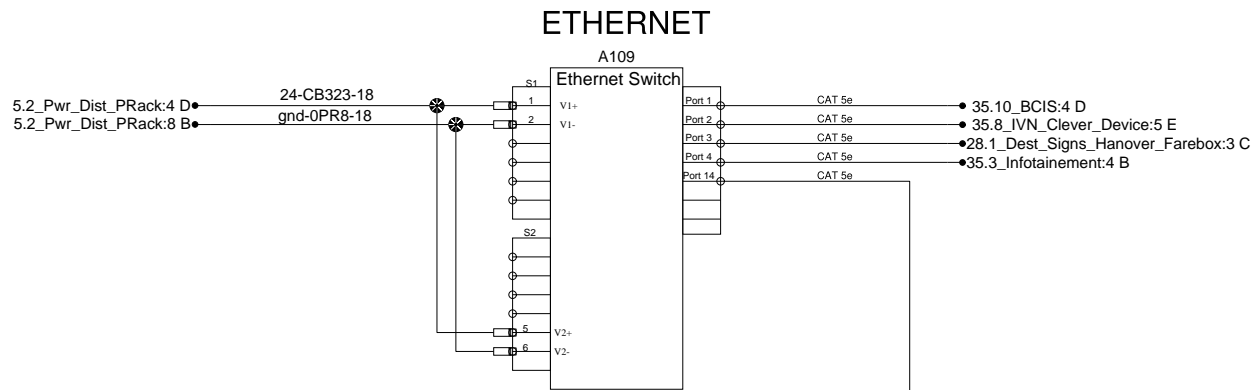 ETHERNET
A109
Ethernet Switch
S1
24-CB323-18
5.2_Pwr_Dist_PRack:4 D
1
V1+
Port 1
CAT 5e
35.10_BCIS:4 D
gnd-0PR8-18
5.2_Pwr_Dist_PRack:8 B
2
V1-
Port 2
CAT 5e
35.8_IVN_Clever_Device:5 E
Port 3
CAT 5e
28.1_Dest_Signs_Hanover_Farebox:3 C
Port 4
CAT 5e
35.3_Infotainement:4 B
Port 14
CAT 5e
S2
5
V2+
6
V2-